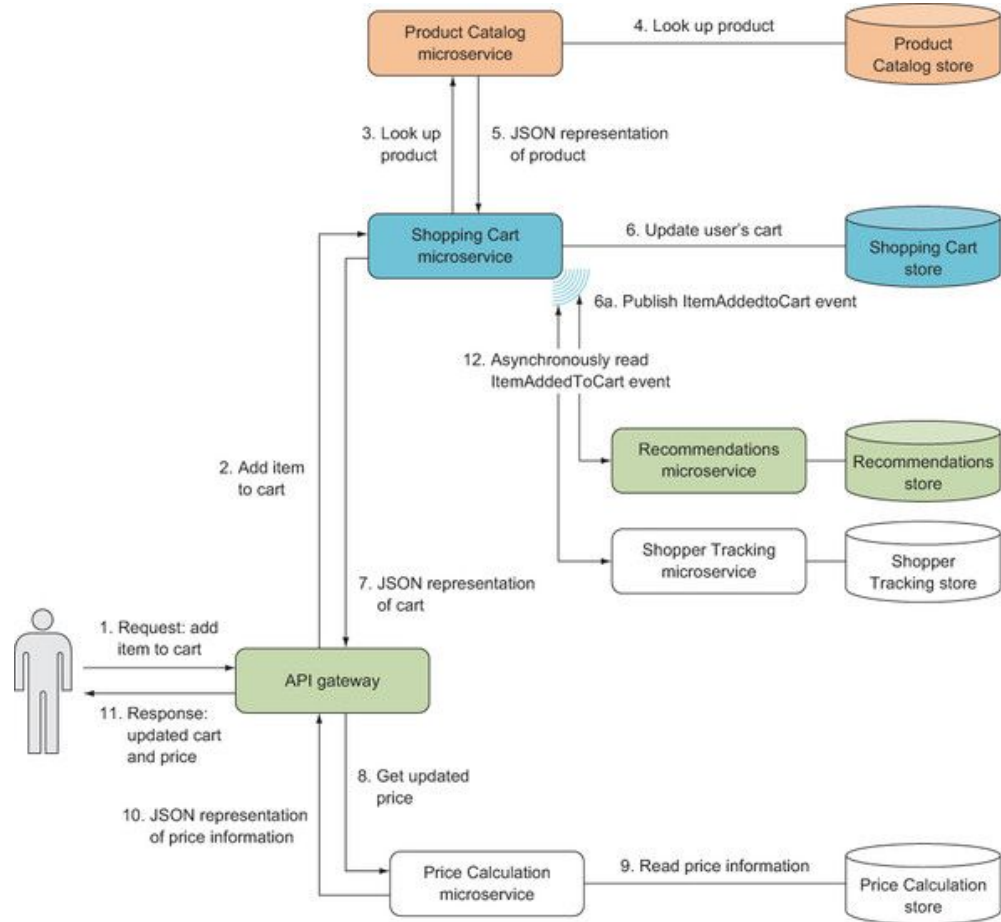 Product Catalog
microservice
4. Look up product
Product
Catalog store
3. Look up
product
5. JSON representation
of product
Shopping Cart
microservice
6. Update user's cart
Shopping Cart
store
6a. Publish ItemAddedtoCart event
12. Asynchronously read
ItemAddedToCart event
2. Add item
to cart
Recommendations
microservice
Recommendations
store
Shopper Tracking
microservice
Shopper
Tracking store
7. JSON representation
of cart
1. Request: add
item to cart
API gateway
11. Response:
updated cart
and price
8. Get updated
price
10. JSON representation
of price information
Price Calculation
microservice
9. Read price information
Price Calculation
store